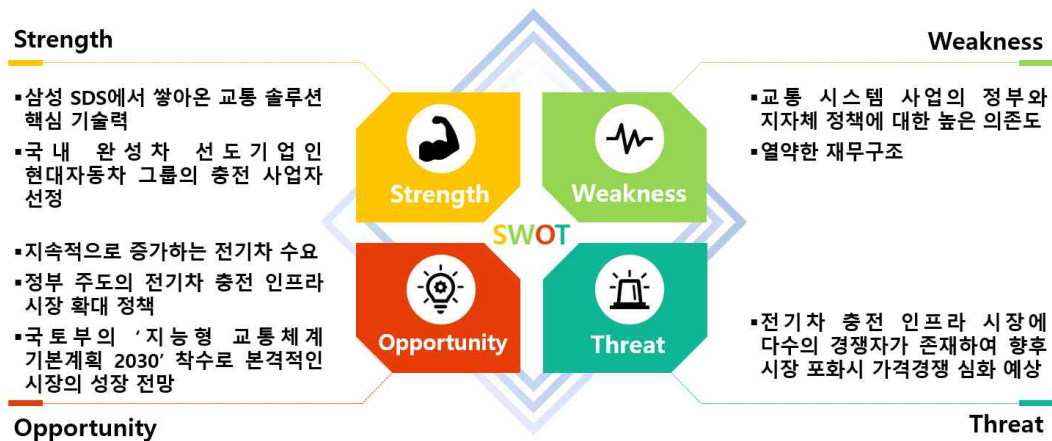 Strength
▪삼성 SDS에서 쌓아온 교통 솔루션
핵심 기술력
▪국내 완성차 선도기업인
현대자동차 그룹의 충전 사업자
선정
Weakness
▪교통 시스템 사업의 정부와
지자체 정책에 대한 높은 의존도
▪열약한 재무구조
Strength
Weakness
SWOT
Opportunity
Threat
▪지속적으로 증가하는 전기차 수요
▪정부 주도의 전기차 충전 인프라
시장 확대 정책
▪국토부의 ‘지능형 교통체계
기본계획 2030’ 착수로 본격적인
시장의 성장 전망
Opportunity
▪전기차 충전 인프라 시장에
다수의 경쟁자가 존재하여 향후
시장 포화시 가격경쟁 심화 예상
Threat